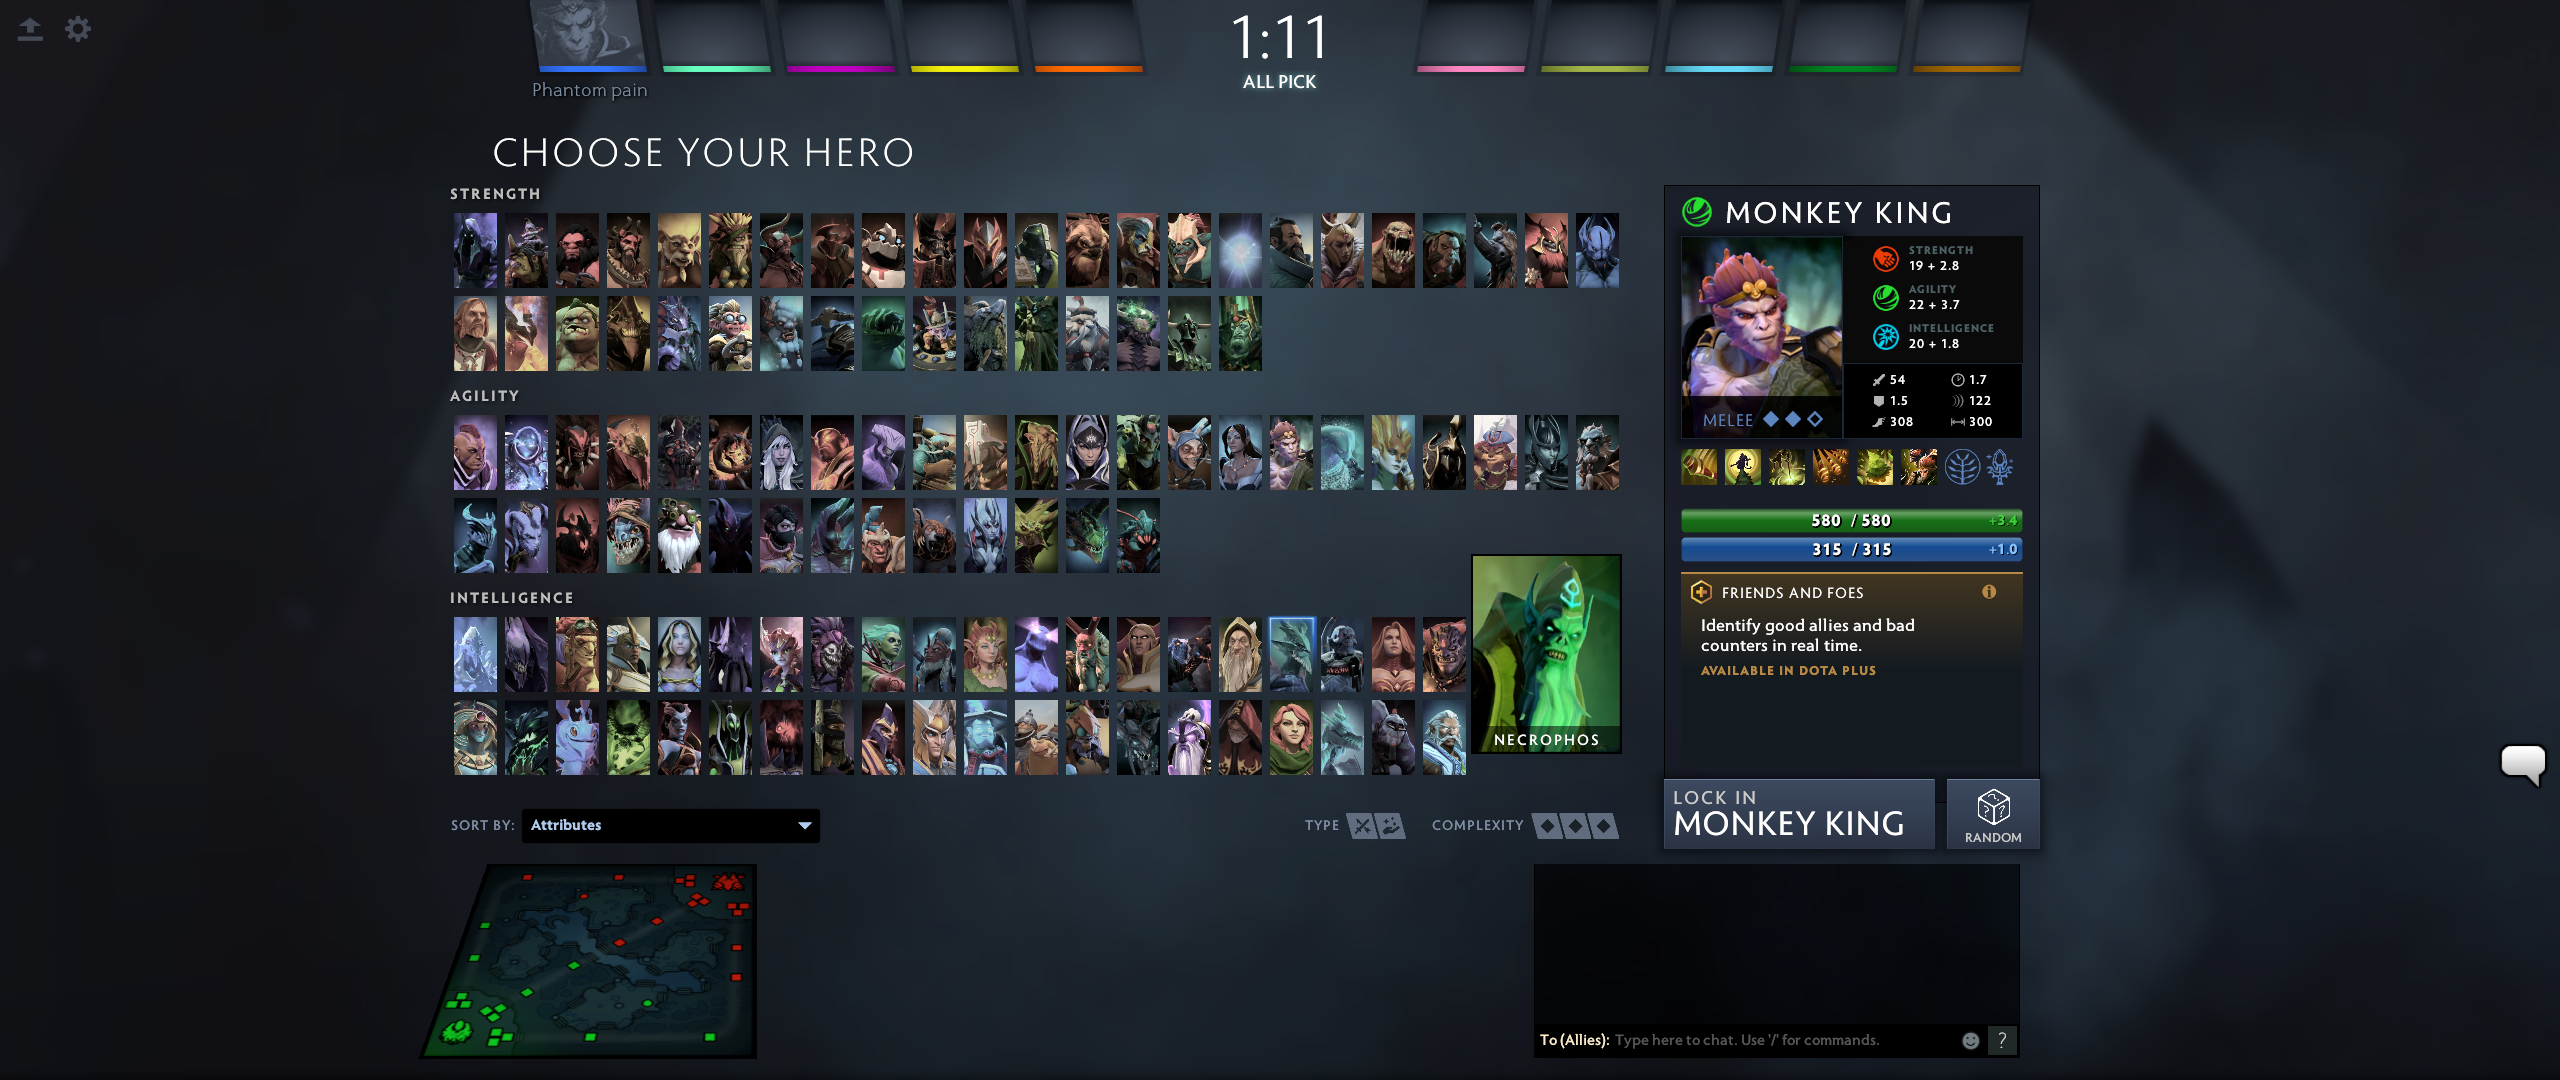 1:11
ALL PICK
Phantom pain
CHOOSE YOUR HERO
STRENGTH
AGILITY
INTELLIGENCE
NECROPHOS
SORT BY: Attributes
TYPE
COMPLEXITY
MONKEY KING
STRENGTH
19 + 2.8
AGILITY
22 + 3.7
INTELLIGENCE
20 + 1.8
MELEE
54 1.7
1.5 122
308 300
580 / 580 +3.4
315 / 315 +1.0
FRIENDS AND FOES
Identify good allies and bad
counters in real time.
AVAILABLE IN DOTA PLUS
LOCK IN
MONKEY KING
RANDOM
To (Allies): Type here to chat. Use '/' for commands. ?